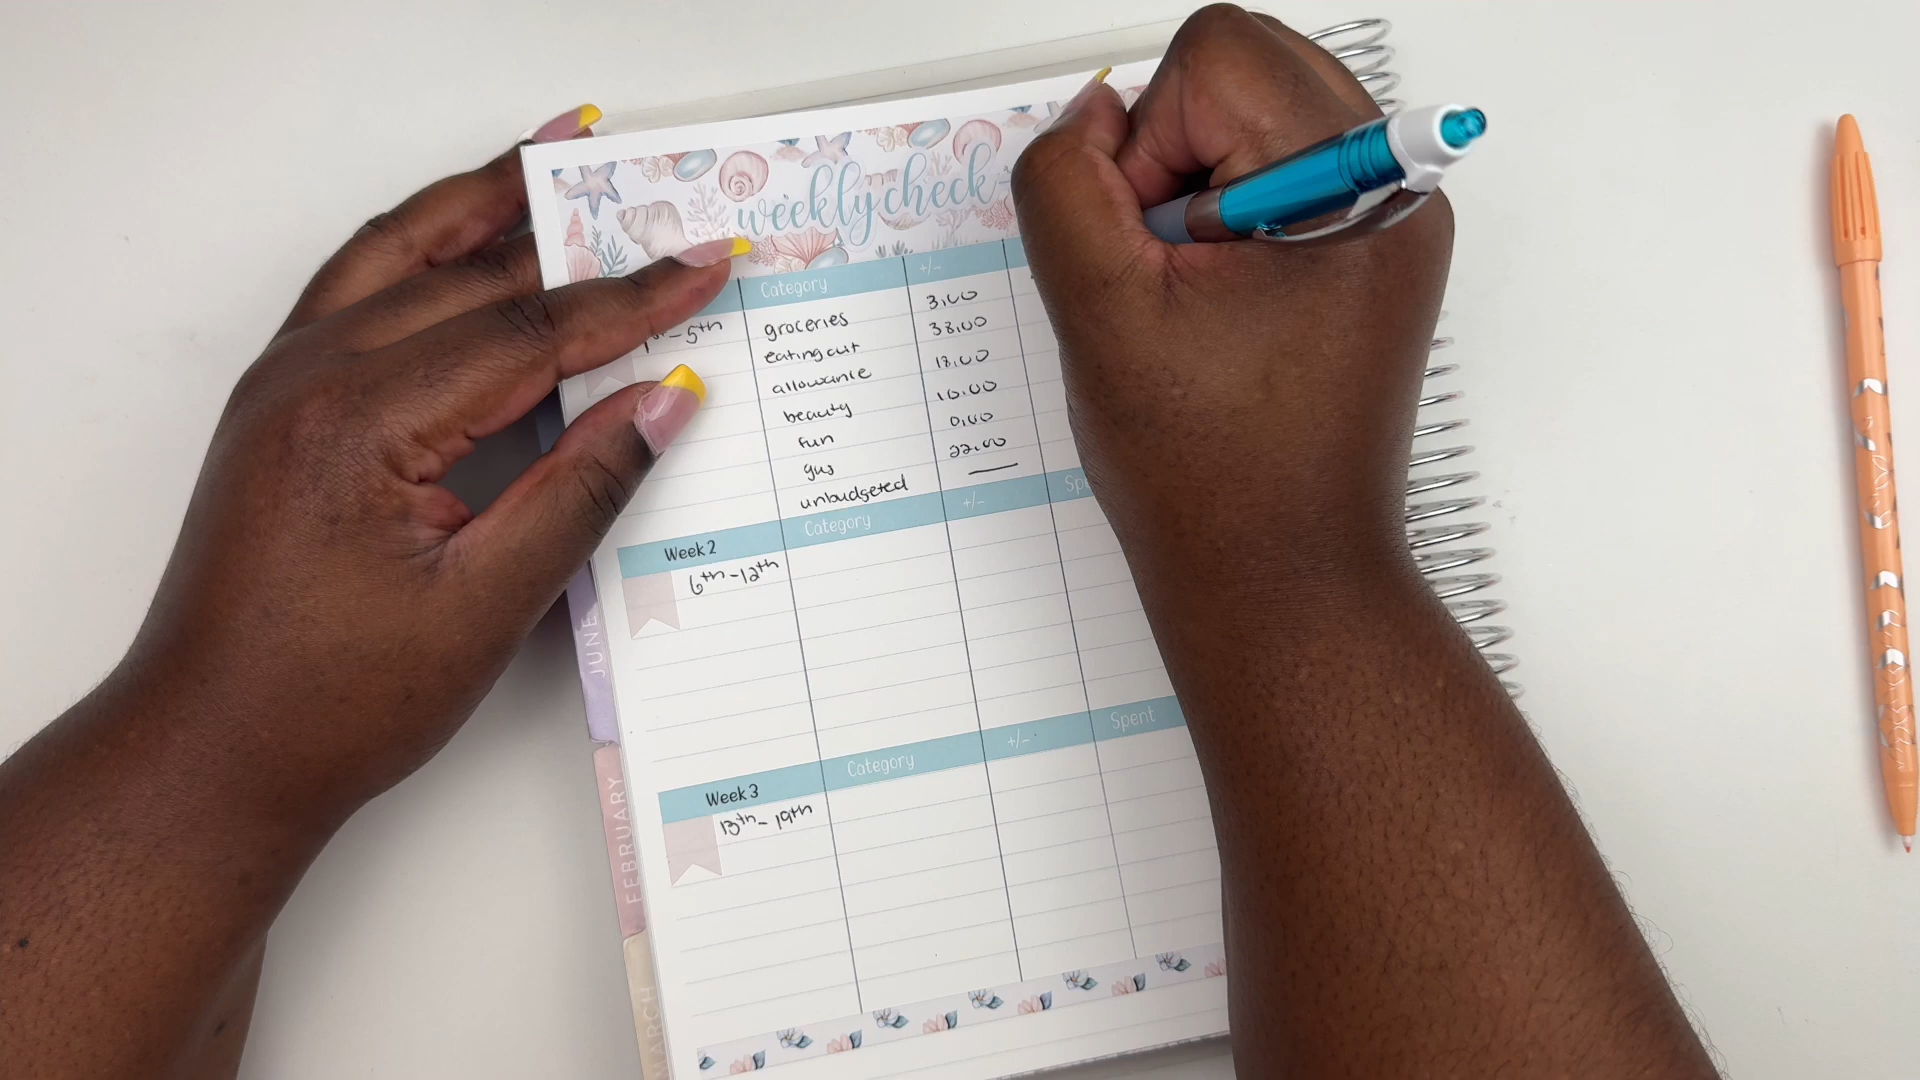 weekly check-
Category +/-
5th groceries 3.00
eating out 38.00
allowance 18.00
beauty 10.00
fun 0.00
gas 22.00
unbudgeted —
Week 2 Category +/-
6th-12th
Week 3 Category +/- Spent
13th-19th
JUNE
FEBRUARY
MARCH